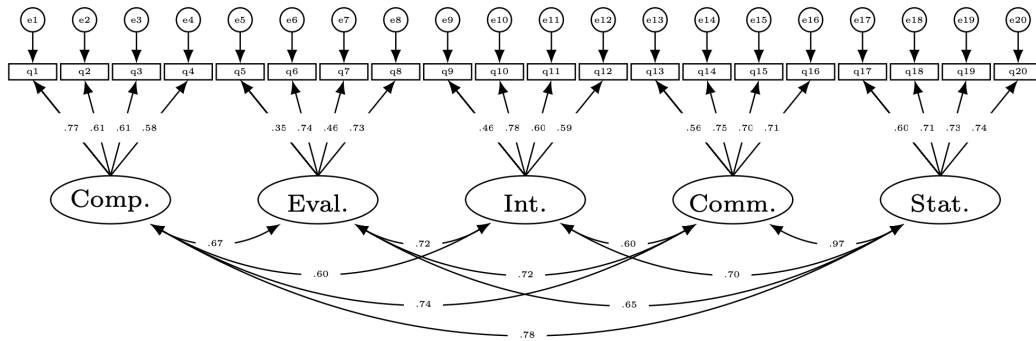 e1 e2 e3 e4 e5 e6 e7 e8 e9 e10 e11 e12 e13 e14 e15 e16 e17 e18 e19 e20
q1 q2 q3 q4 q5 q6 q7 q8 q9 q10 q11 q12 q13 q14 q15 q16 q17 q18 q19 q20
.77 .61 .61 .58 .35 .74 .46 .73 .46 .78 .60 .59 .56 .75 .70 .71 .60 .71 .73 .74
Comp. Eval. Int. Comm. Stat.
.67 .72 .60 .97
.60 .72 .70
.74 .65
.78